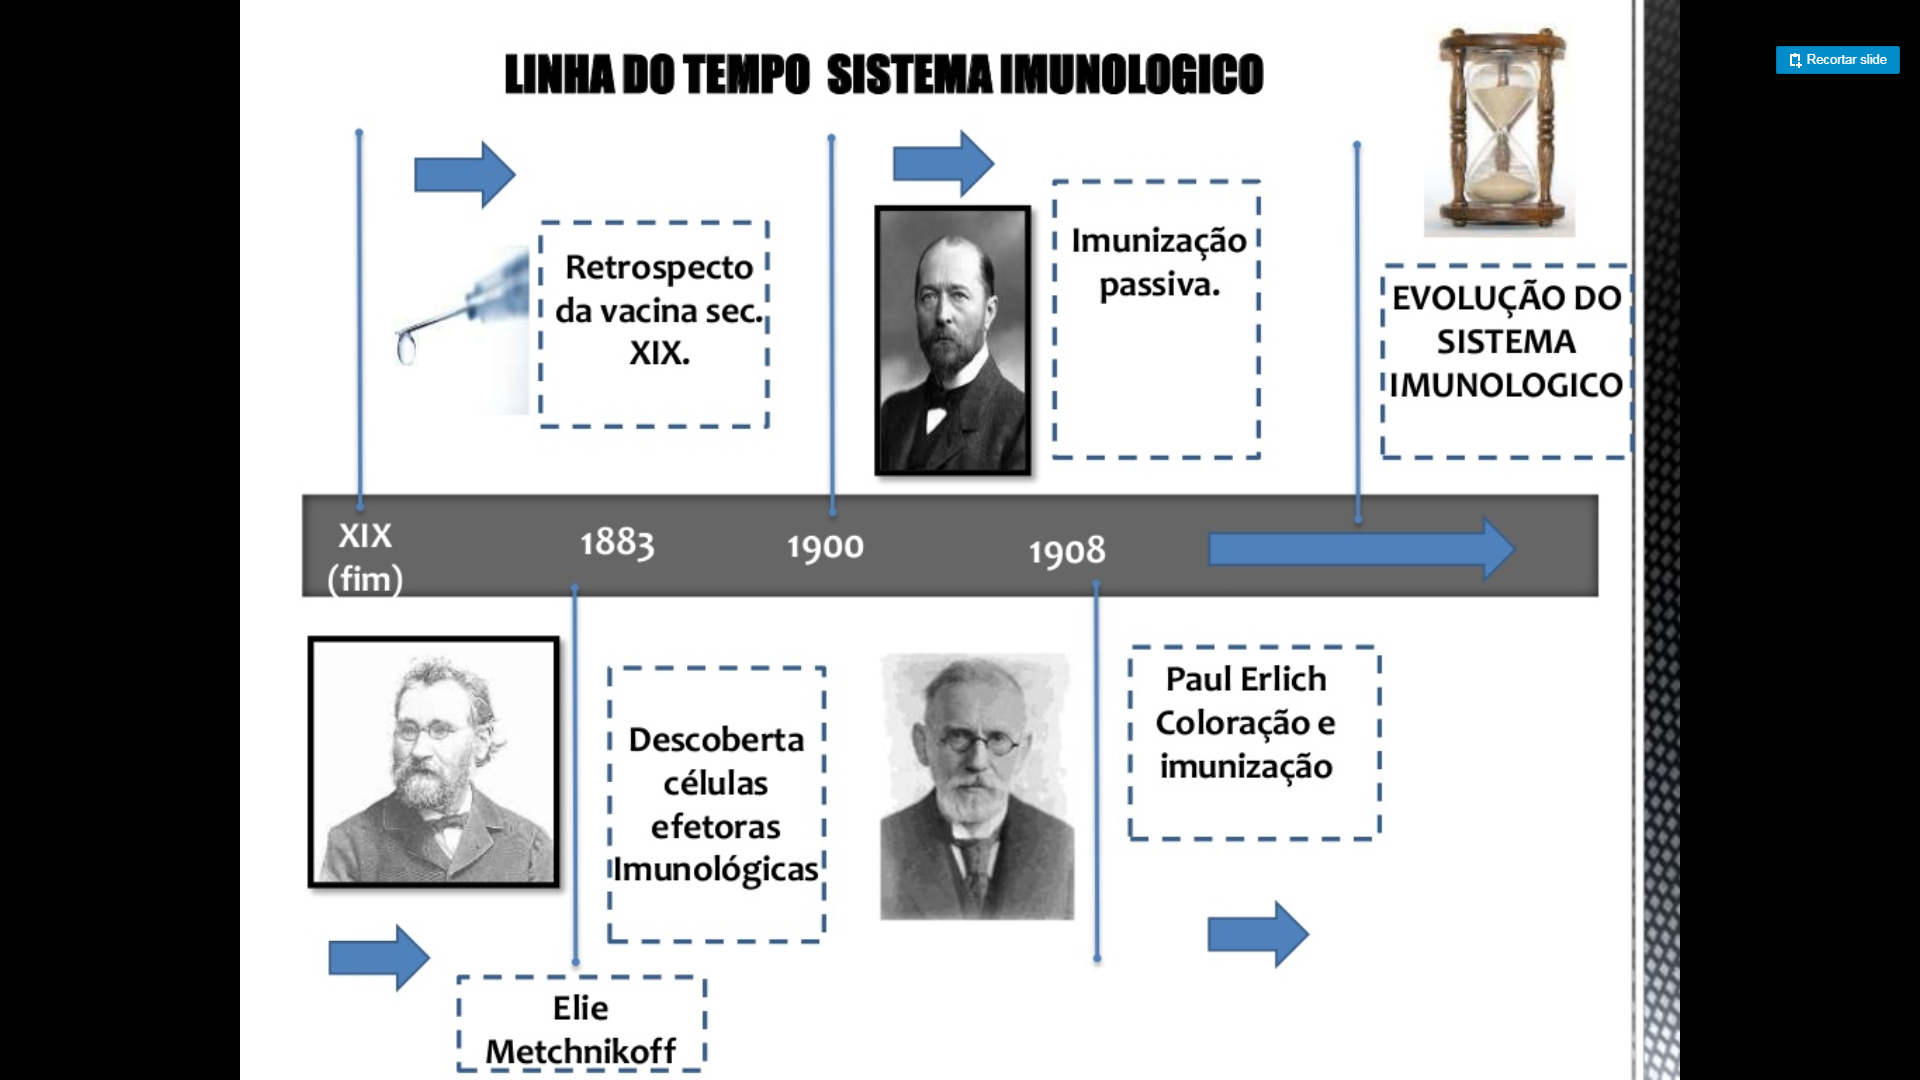 LINHA DO TEMPO SISTEMA IMUNOLOGICO
Recortar slide
Retrospecto
da vacina sec.
XIX.
Imunização
passiva.
EVOLUÇÃO DO
SISTEMA
IMUNOLOGICO
XIX
(fim)
1883
1900
1908
Descoberta
células
efetoras
Imunológicas
Paul Erlich
Coloração e
imunização
Elie
Metchnikoff